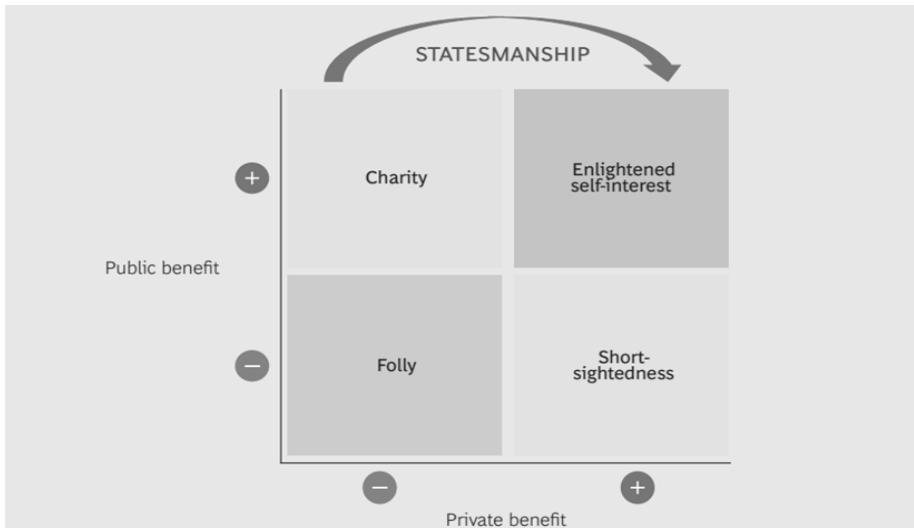 STATESMANSHIP
Charity
Enlightened
self-interest
+
Public benefit
Folly
Short-
sightedness
−
−
+
Private benefit